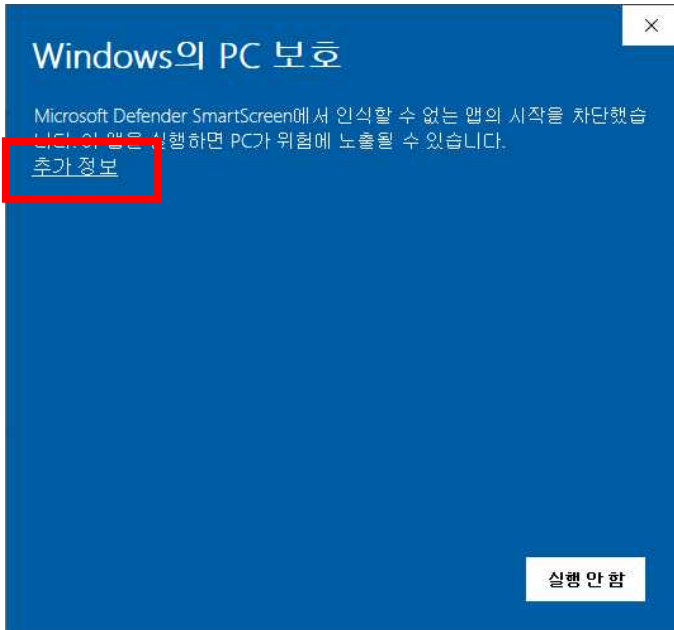 Windows의 PC 보호
Microsoft Defender SmartScreen에서 인식할 수 없는 앱의 시작을 차단했습
니다. 이 앱을 실행하면 PC가 위험에 노출될 수 있습니다.
추가 정보
실행 안 함